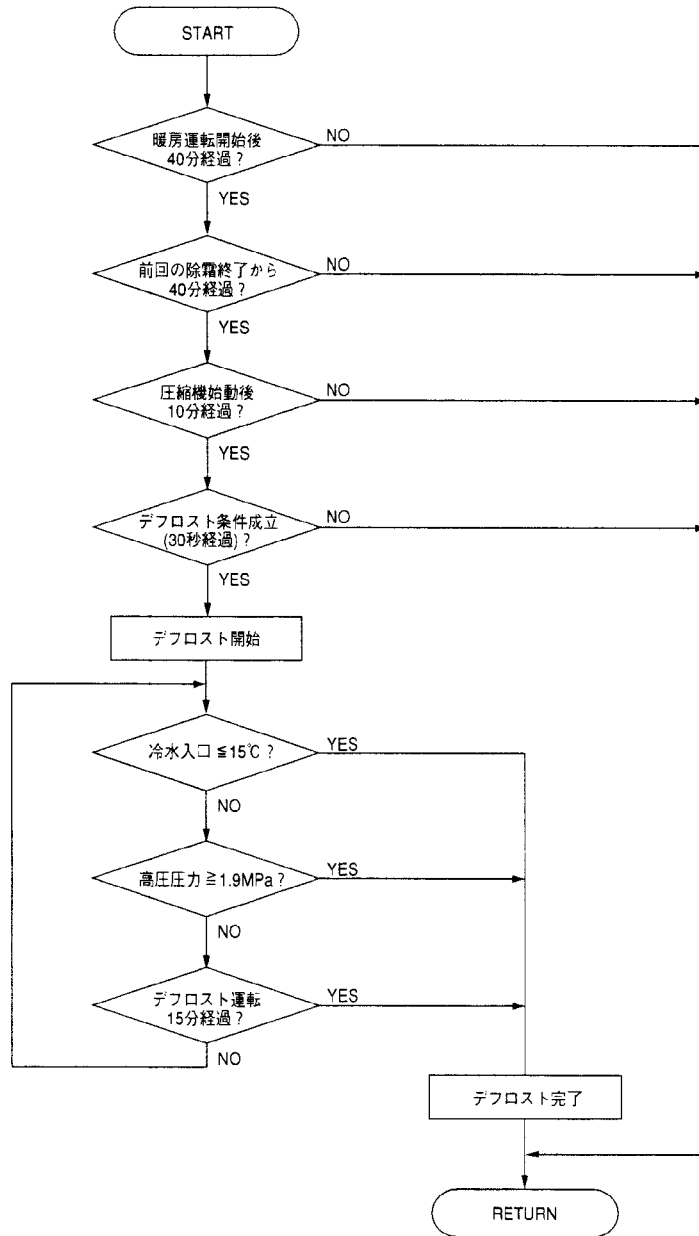 START
暖房運転開始後
40分経過？
NO
YES
前回の除霜終了から
40分経過？
NO
YES
圧縮機始動後
10分経過？
NO
YES
デフロスト条件成立
(30秒経過)？
NO
YES
デフロスト開始
冷水入口≦15℃？
YES
NO
高圧圧力≧1.9MPa？
YES
NO
デフロスト運転
15分経過？
YES
NO
デフロスト完了
RETURN